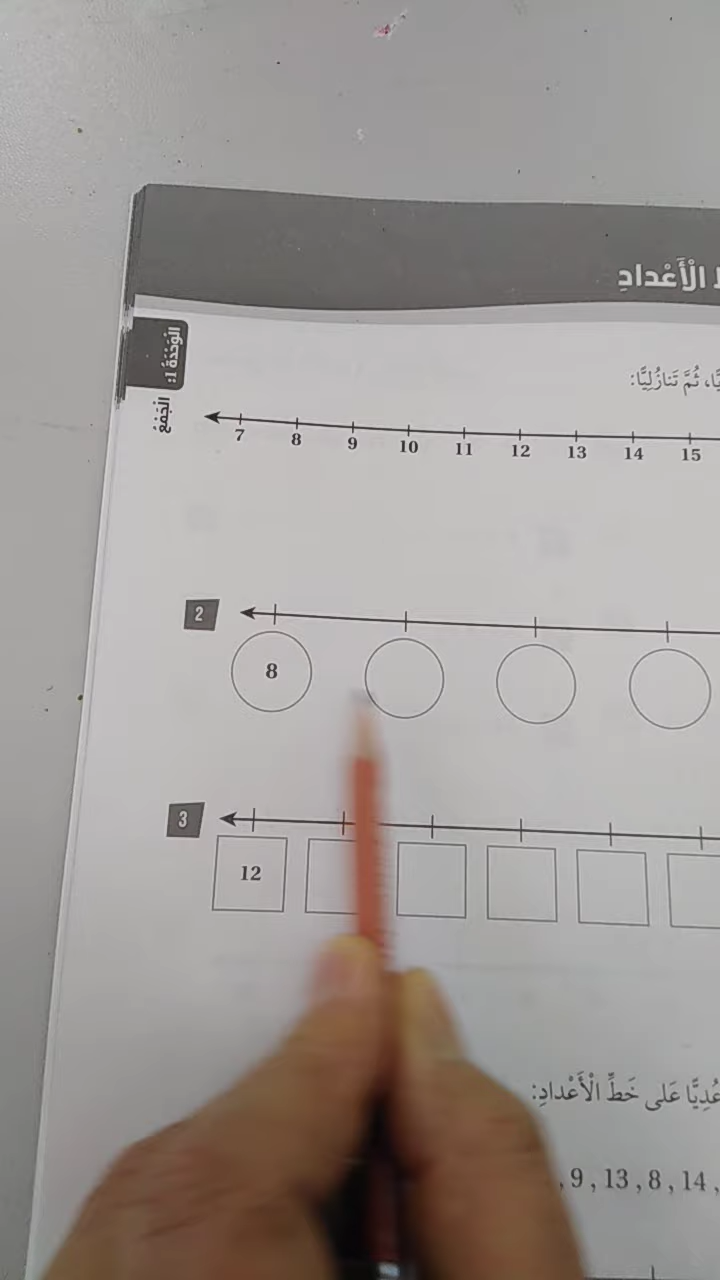 الْأَعْدادِ
الْوَحْدَةُ 1:
الْجَمْعُ
ثُمَّ تَنازُلِيًّا:
7 8 9 10 11 12 13 14 15
2
8
3
12
عَلى خَطِّ الْأَعْدادِ:
, 9 , 13 , 8 , 14 ,